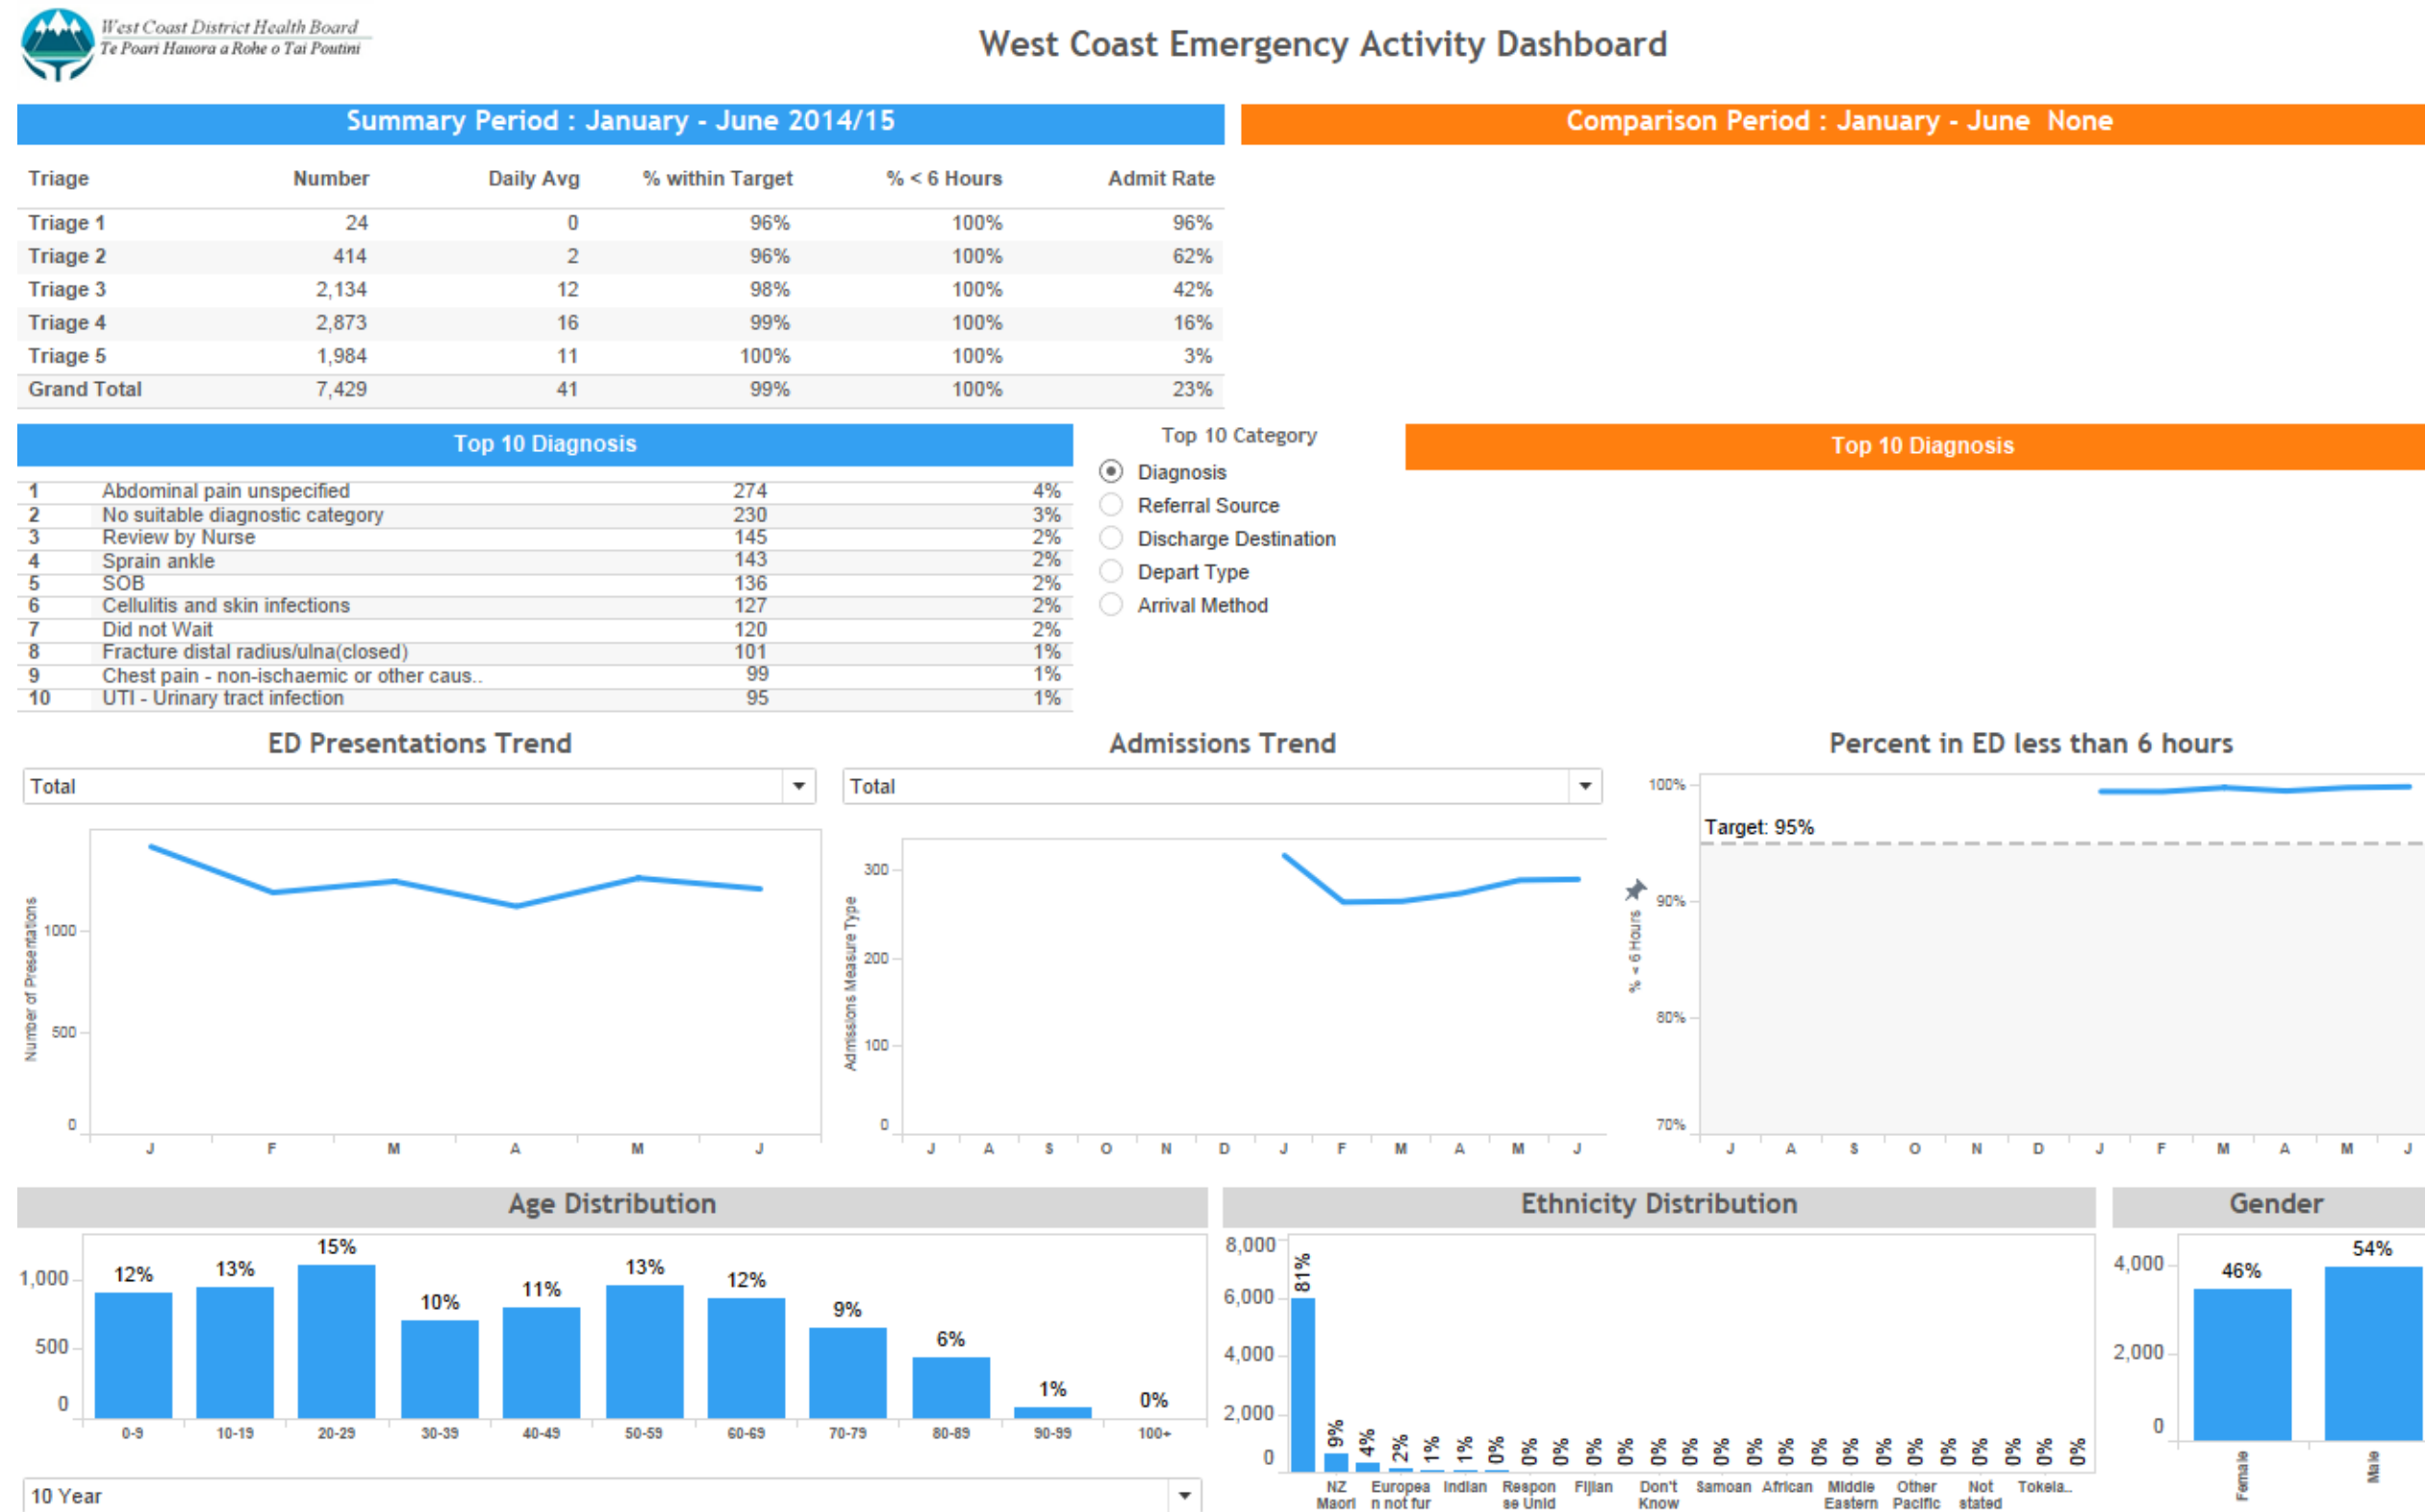 West Coast District Health Board
Te Poari Hauora a Rohe o Tai Poutini
West Coast Emergency Activity Dashboard
Summary Period : January - June 2014/15
Comparison Period : January - June None
Triage Number Daily Avg % within Target % < 6 Hours Admit Rate
Triage 1 24 0 96% 100% 96%
Triage 2 414 2 96% 100% 62%
Triage 3 2,134 12 98% 100% 42%
Triage 4 2,873 16 99% 100% 16%
Triage 5 1,984 11 100% 100% 3%
Grand Total 7,429 41 99% 100% 23%
Top 10 Diagnosis
1 Abdominal pain unspecified 274 4%
2 No suitable diagnostic category 230 3%
3 Review by Nurse 145 2%
4 Sprain ankle 143 2%
5 SOB 136 2%
6 Cellulitis and skin infections 127 2%
7 Did not Wait 120 2%
8 Fracture distal radius/ulna(closed) 101 1%
9 Chest pain - non-ischaemic or other caus.. 99 1%
10 UTI - Urinary tract infection 95 1%
Top 10 Category
Diagnosis
Referral Source
Discharge Destination
Depart Type
Arrival Method
Top 10 Diagnosis
ED Presentations Trend
Total
Number of Presentations
1000
500
0
J F M A M J
Admissions Trend
Total
Admissions Measure Type
300
200
100
0
J A S O N D J F M A M J
Percent in ED less than 6 hours
% < 6 Hours
100%
Target: 95%
90%
80%
70%
J A S O N D J F M A M J
Age Distribution
1,000
500
0
12% 13% 15% 10% 11% 13% 12% 9% 6% 1% 0%
0-9 10-19 20-29 30-39 40-49 50-59 60-69 70-79 80-89 90-99 100+
10 Year
Ethnicity Distribution
8,000
6,000
4,000
2,000
0
81% 9% 4% 2% 1% 1% 0% 0% 0% 0% 0% 0% 0% 0% 0% 0% 0% 0% 0% 0% 0% 0% 0% 0% 0%
NZ Europea Indian Respon Fijian Don't Samoan African Middle Other Not Tokela..
Maori n not fur se Unid Know Eastern Pacific stated
Gender
4,000
2,000
0
46% 54%
Female Male